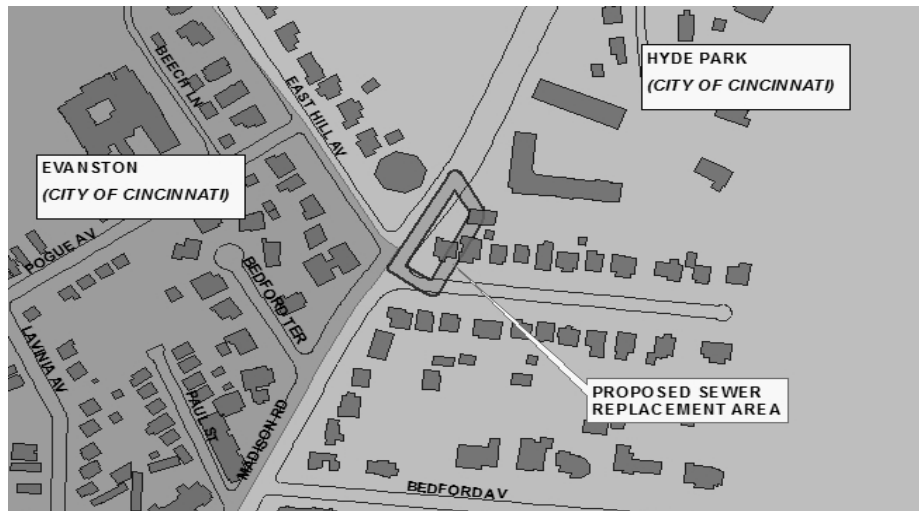 HYDE PARK
(CITY OF CINCINNATI)
BEECH LN
EAST HILL AV
EVANSTON
(CITY OF CINCINNATI)
POGUE AV
BEDFORD TER
LAVINIA AV
PAUL ST
MADISON RD
PROPOSED SEWER
REPLACEMENT AREA
BEDFORD AV